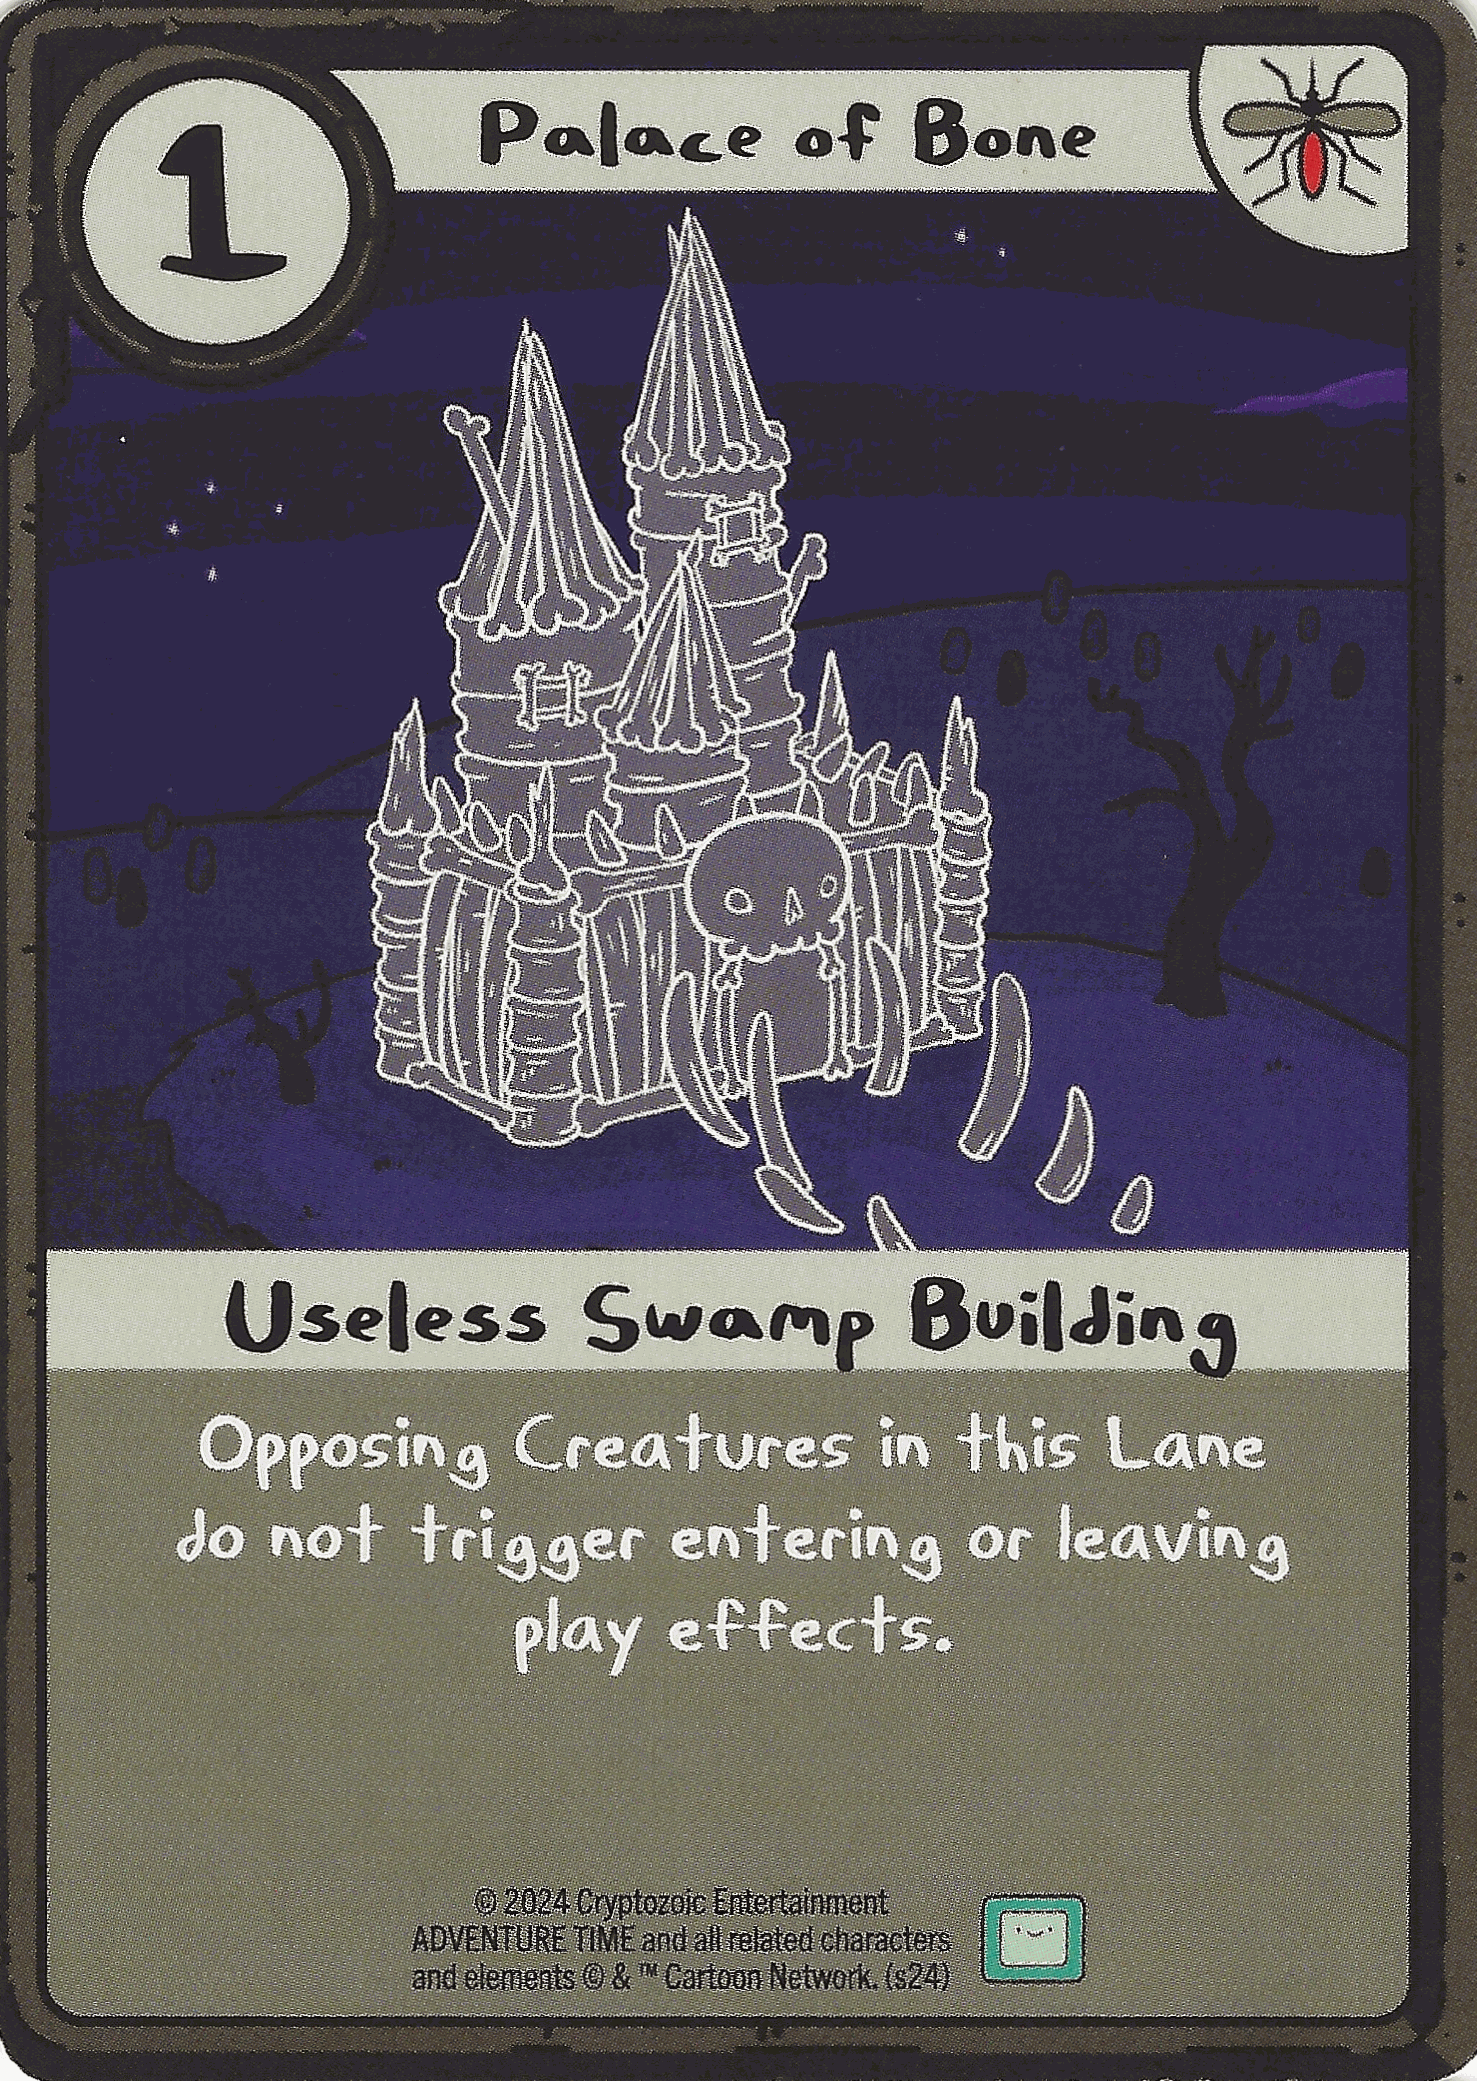 1
Palace of Bone
Useless Swamp Building
Opposing Creatures in this Lane
do not trigger entering or leaving
play effects.
© 2024 Cryptozoic Entertainment
ADVENTURE TIME and all related characters
and elements © & ™ Cartoon Network. (s24)